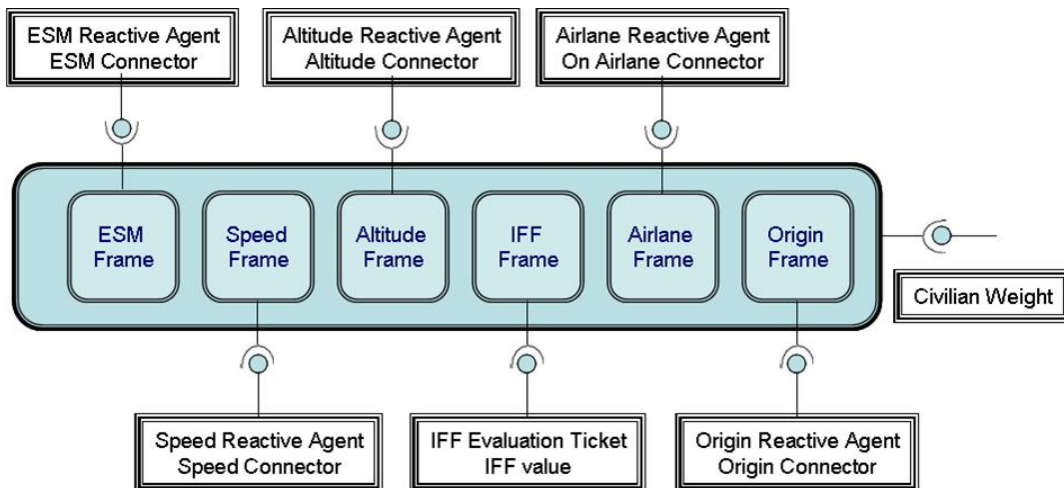 ESM Reactive Agent
ESM Connector
Altitude Reactive Agent
Altitude Connector
Airlane Reactive Agent
On Airlane Connector
ESM
Frame
Speed
Frame
Altitude
Frame
IFF
Frame
Airlane
Frame
Origin
Frame
Civilian Weight
Speed Reactive Agent
Speed Connector
IFF Evaluation Ticket
IFF value
Origin Reactive Agent
Origin Connector